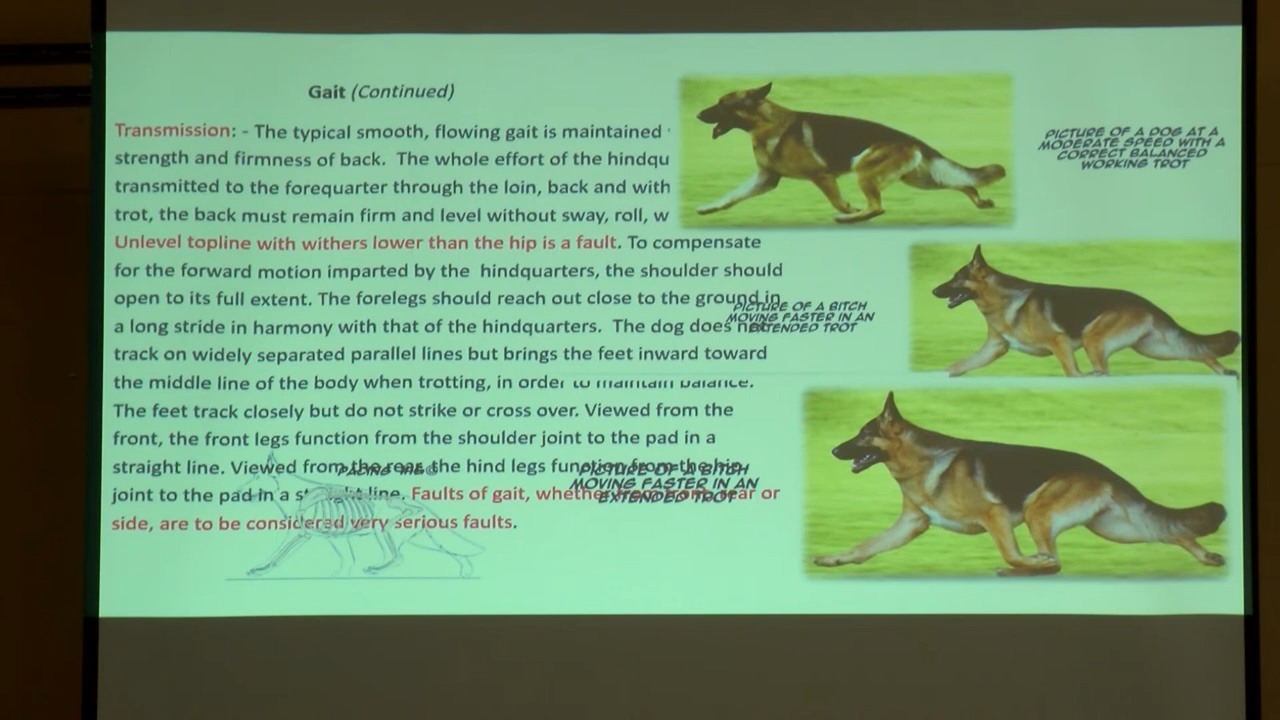 Gait (Continued)
Transmission: - The typical smooth, flowing gait is maintained
strength and firmness of back. The whole effort of the hindqu
transmitted to the forequarter through the loin, back and with
trot, the back must remain firm and level without sway, roll, w
Unlevel topline with withers lower than the hip is a fault. To compensate
for the forward motion imparted by the hindquarters, the shoulder should
open to its full extent. The forelegs should reach out close to the ground in
a long stride in harmony with that of the hindquarters. The dog does not
track on widely separated parallel lines but brings the feet inward toward
the middle line of the body when trotting, in order to maintain balance.
The feet track closely but do not strike or cross over. Viewed from the
front, the front legs function from the shoulder joint to the pad in a
straight line. Viewed from the rear, the hind legs function from the hip
joint to the pad in a straight line. Faults of gait, whether from front, rear or
side, are to be considered very serious faults.
PICTURE OF A DOG AT A
MODERATE SPEED WITH A
CORRECT BALANCED
WORKING TROT
PICTURE OF A BITCH
MOVING FASTER IN AN
EXTENDED TROT
PICTURE OF A BITCH
MOVING FASTER IN AN
EXTENDED TROT